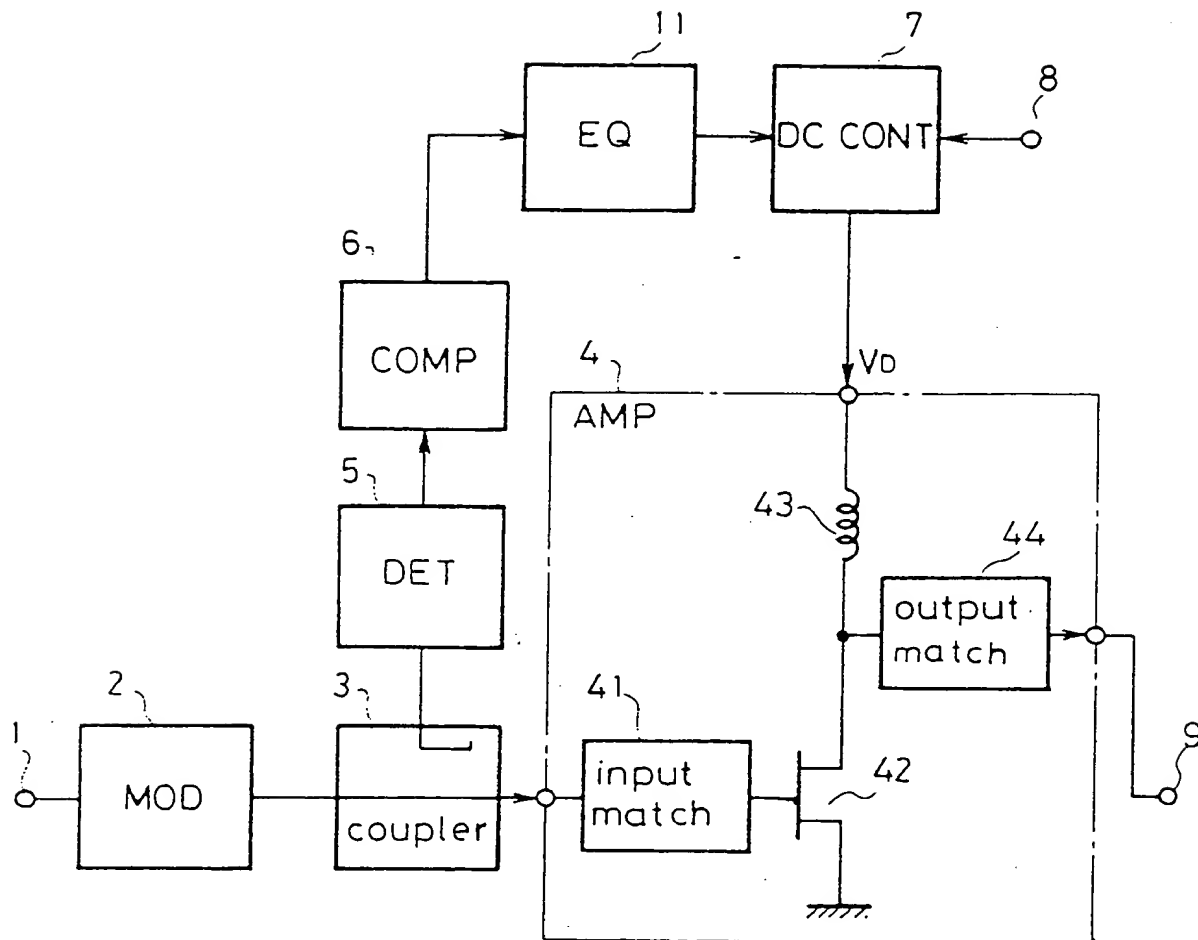 11
7
8
EQ
DC CONT
6
COMP
4
VD
AMP
5
43
DET
44
output
match
3
2
41
1
9
MOD
coupler
input
match
42